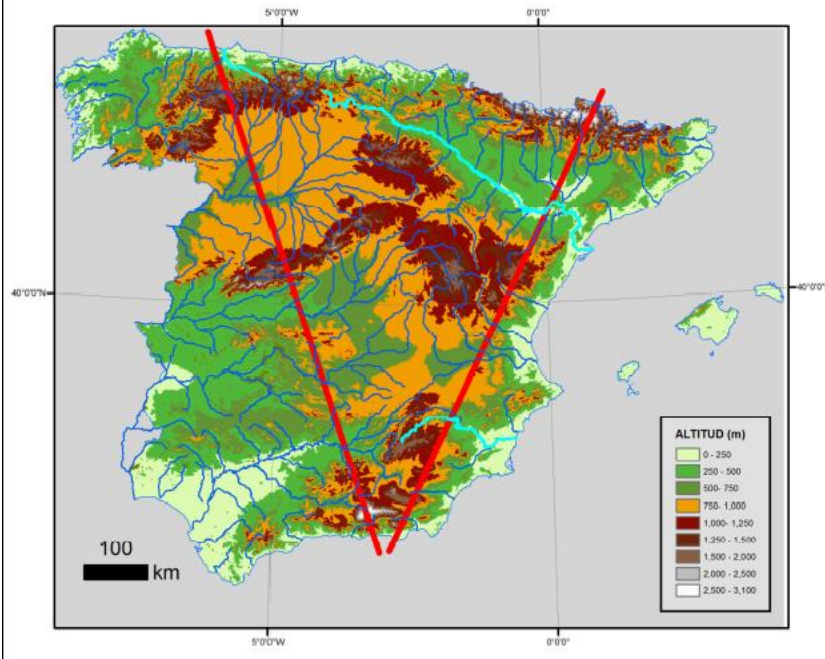 5°0'0"W 0°0'0"
40°0'0"N 40°0'0"
ALTITUD (m)
0 - 250
250 - 500
500- 750
750- 1,000
1,000- 1,250
1,250 - 1,500
1,500 - 2,000
2,000 - 2,500
2,500 - 3,100
100
km
5°0'0"W 0°0'0"